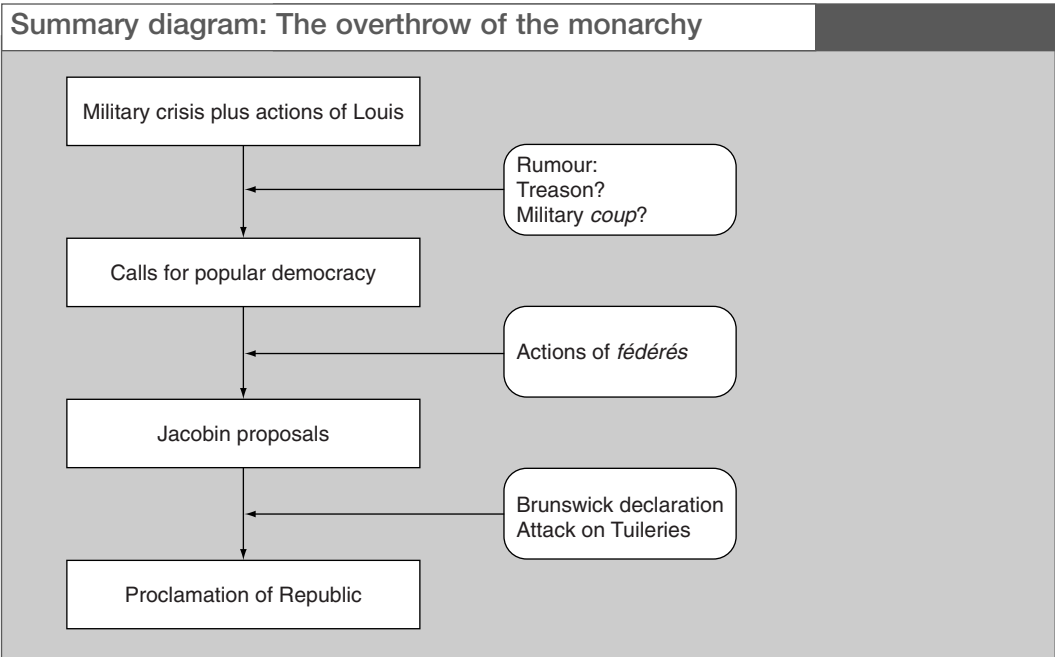 Summary diagram: The overthrow of the monarchy
Military crisis plus actions of Louis
Rumour:
Treason?
Military coup?
Calls for popular democracy
Actions of fédérés
Jacobin proposals
Brunswick declaration
Attack on Tuileries
Proclamation of Republic